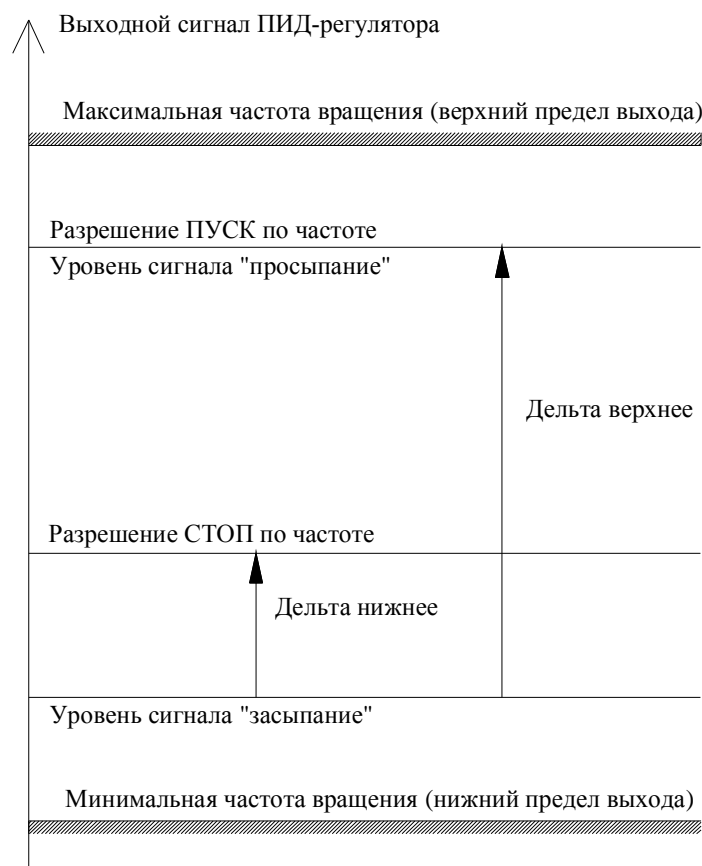 Выходной сигнал ПИД-регулятора
Максимальная частота вращения (верхний предел выхода)
Разрешение ПУСК по частоте
Уровень сигнала "просыпание"
Дельта верхнее
Разрешение СТОП по частоте
Дельта нижнее
Уровень сигнала "засыпание"
Минимальная частота вращения (нижний предел выхода)